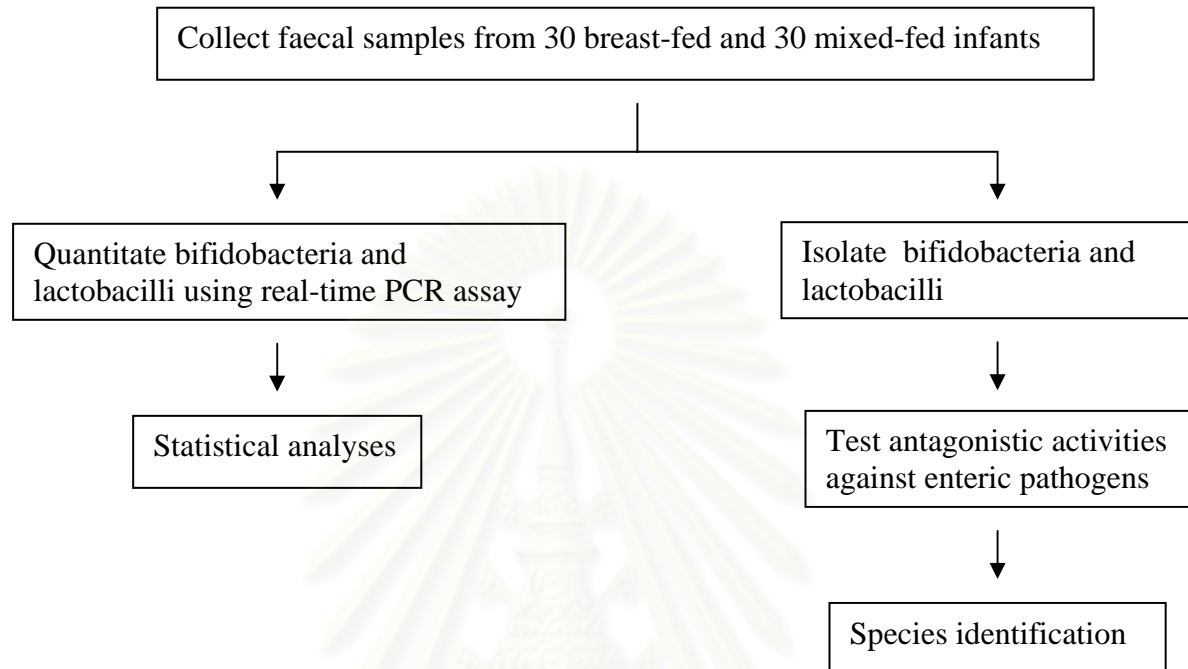 Collect faecal samples from 30 breast-fed and 30 mixed-fed infants
Quantitate bifidobacteria and
lactobacilli using real-time PCR assay
Statistical analyses
Isolate bifidobacteria and
lactobacilli
Test antagonistic activities
against enteric pathogens
Species identification